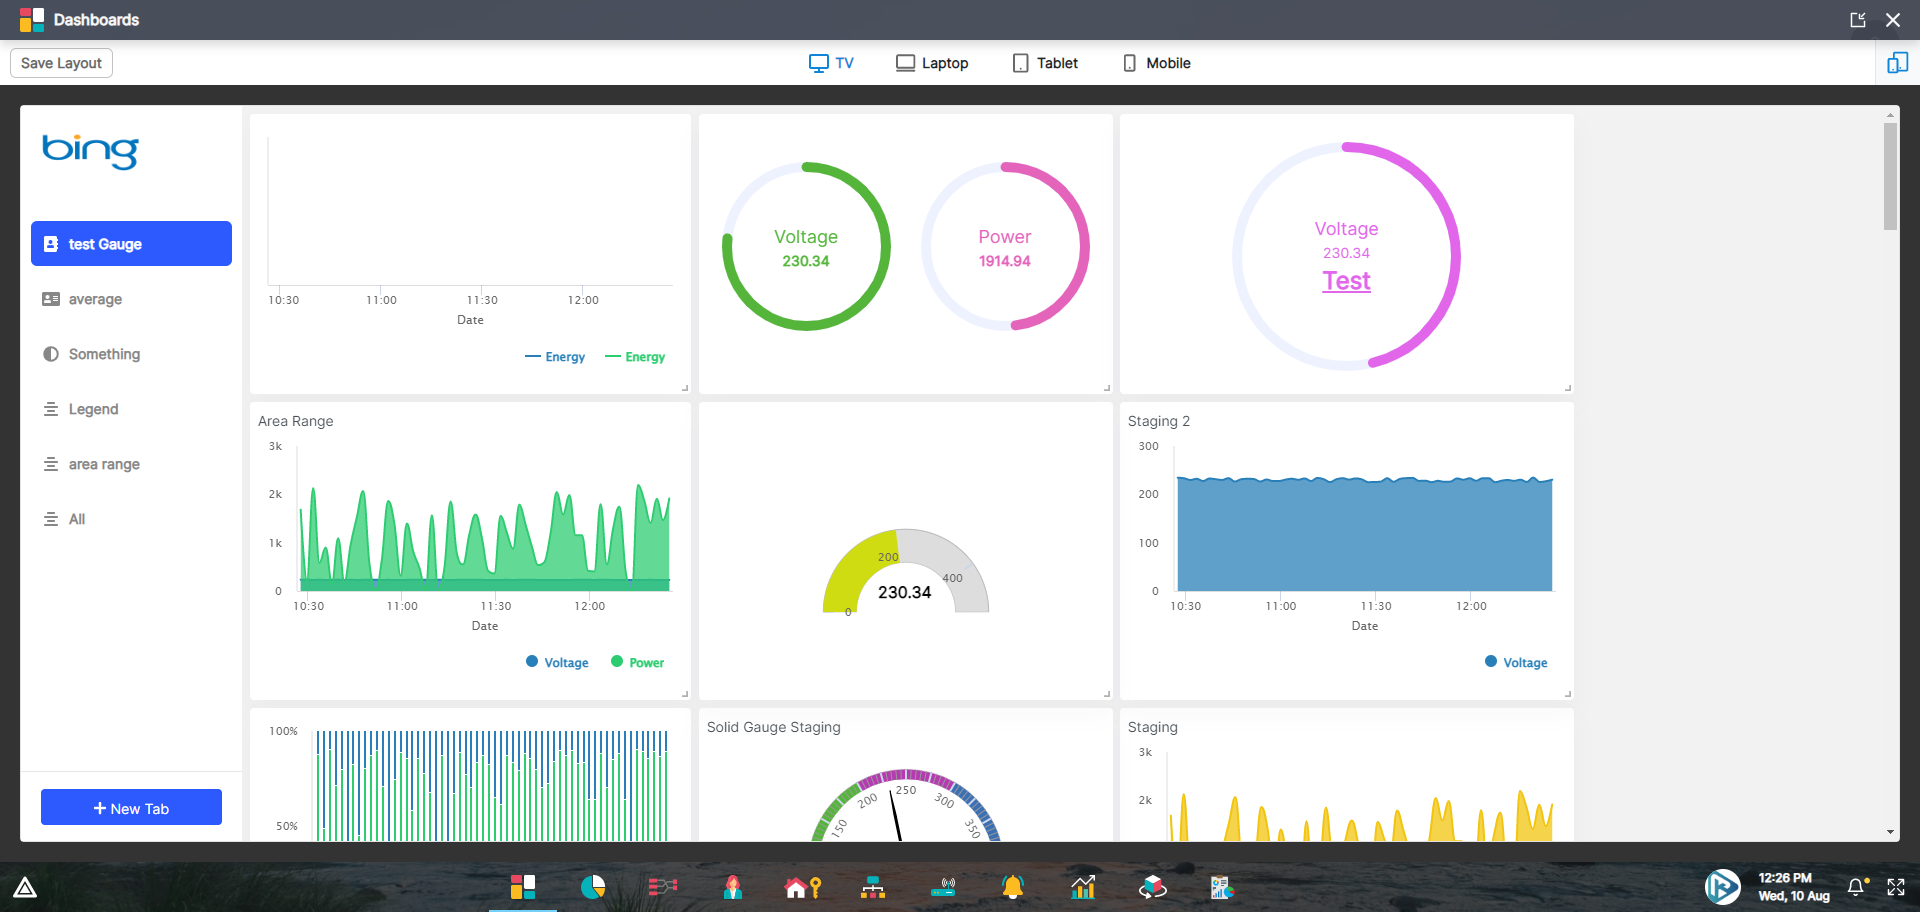 Dashboards
Save Layout
TV
Laptop
Tablet
Mobile
bing
test Gauge
average
Something
Legend
area range
All
+ New Tab
10:30 11:00 11:30 12:00
Date
Energy Energy
Voltage
230.34
Power
1914.94
Voltage
230.34
Test
Area Range
3k
2k
1k
0
10:30 11:00 11:30 12:00
Date
Voltage Power
200
400
0
230.34
Staging 2
300
200
100
0
10:30 11:00 11:30 12:00
Date
Voltage
100%
50%
Solid Gauge Staging
150
200
250
300
350
Staging
3k
2k
12:26 PM
Wed, 10 Aug